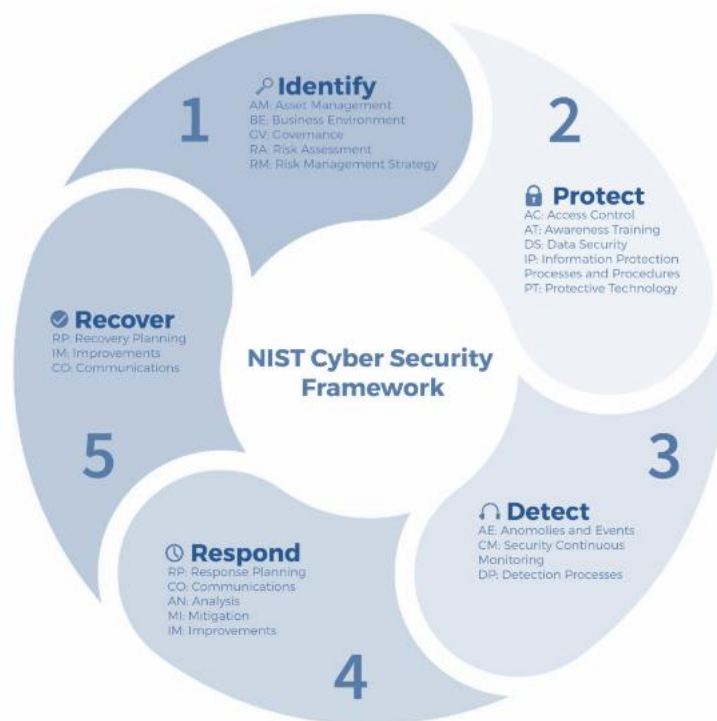 1
Identify
AM: Asset Management
BE: Business Environment
GV: Governance
RA: Risk Assessment
RM: Risk Management Strategy
2
Protect
AC: Access Control
AT: Awareness Training
DS: Data Security
IP: Information Protection
Processes and Procedures
PT: Protective Technology
3
Detect
AE: Anomolies and Events
CM: Security Continuous
Monitoring
DP: Detection Processes
4
Respond
RP: Response Planning
CO: Communications
AN: Analysis
MI: Mitigation
IM: Improvements
5
Recover
RP: Recovery Planning
IM: Improvements
CO: Communications
NIST Cyber Security
Framework